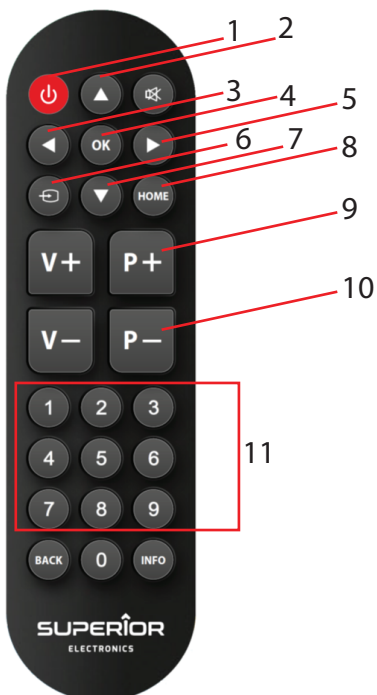 1 2
3 4 5
OK
6 7 8
HOME
V+ P+ 9
V− P− 10
1 2 3
4 5 6 11
7 8 9
BACK 0 INFO
SUPERIOR
ELECTRONICS